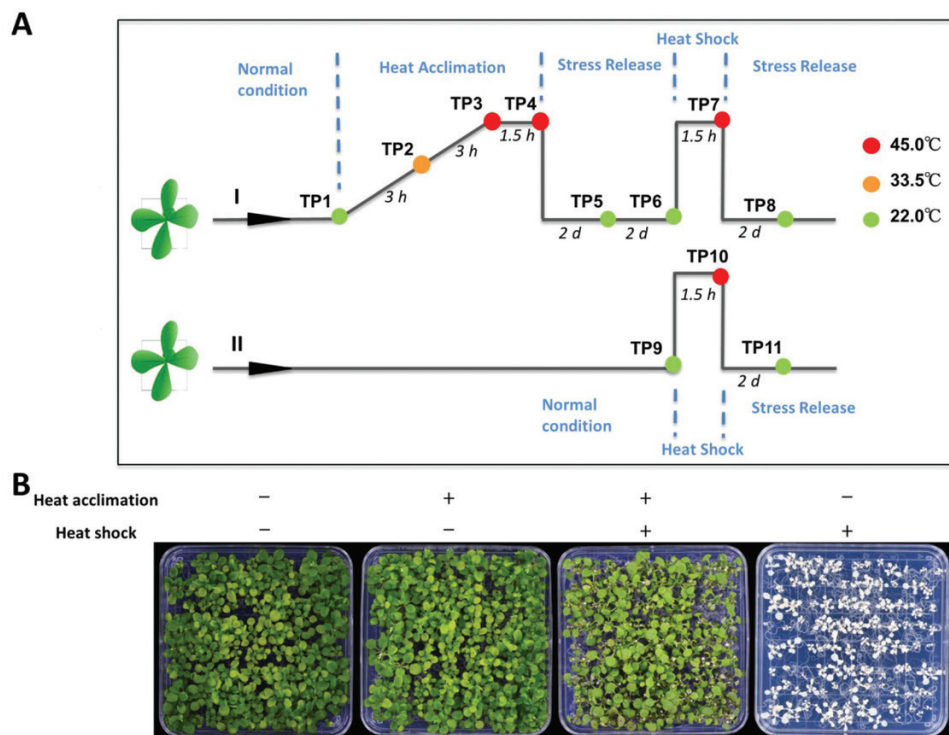 A
Heat Shock
Normal condition
Heat Acclimation
Stress Release
Stress Release
TP3
TP4
TP7
1.5 h
1.5 h
45.0℃
TP2
3 h
33.5℃
3 h
I
TP1
TP5
TP6
TP8
22.0℃
2 d
2 d
2 d
TP10
1.5 h
II
TP9
TP11
2 d
Normal condition
Stress Release
Heat Shock
B
Heat acclimation – + + –
Heat shock – – + +